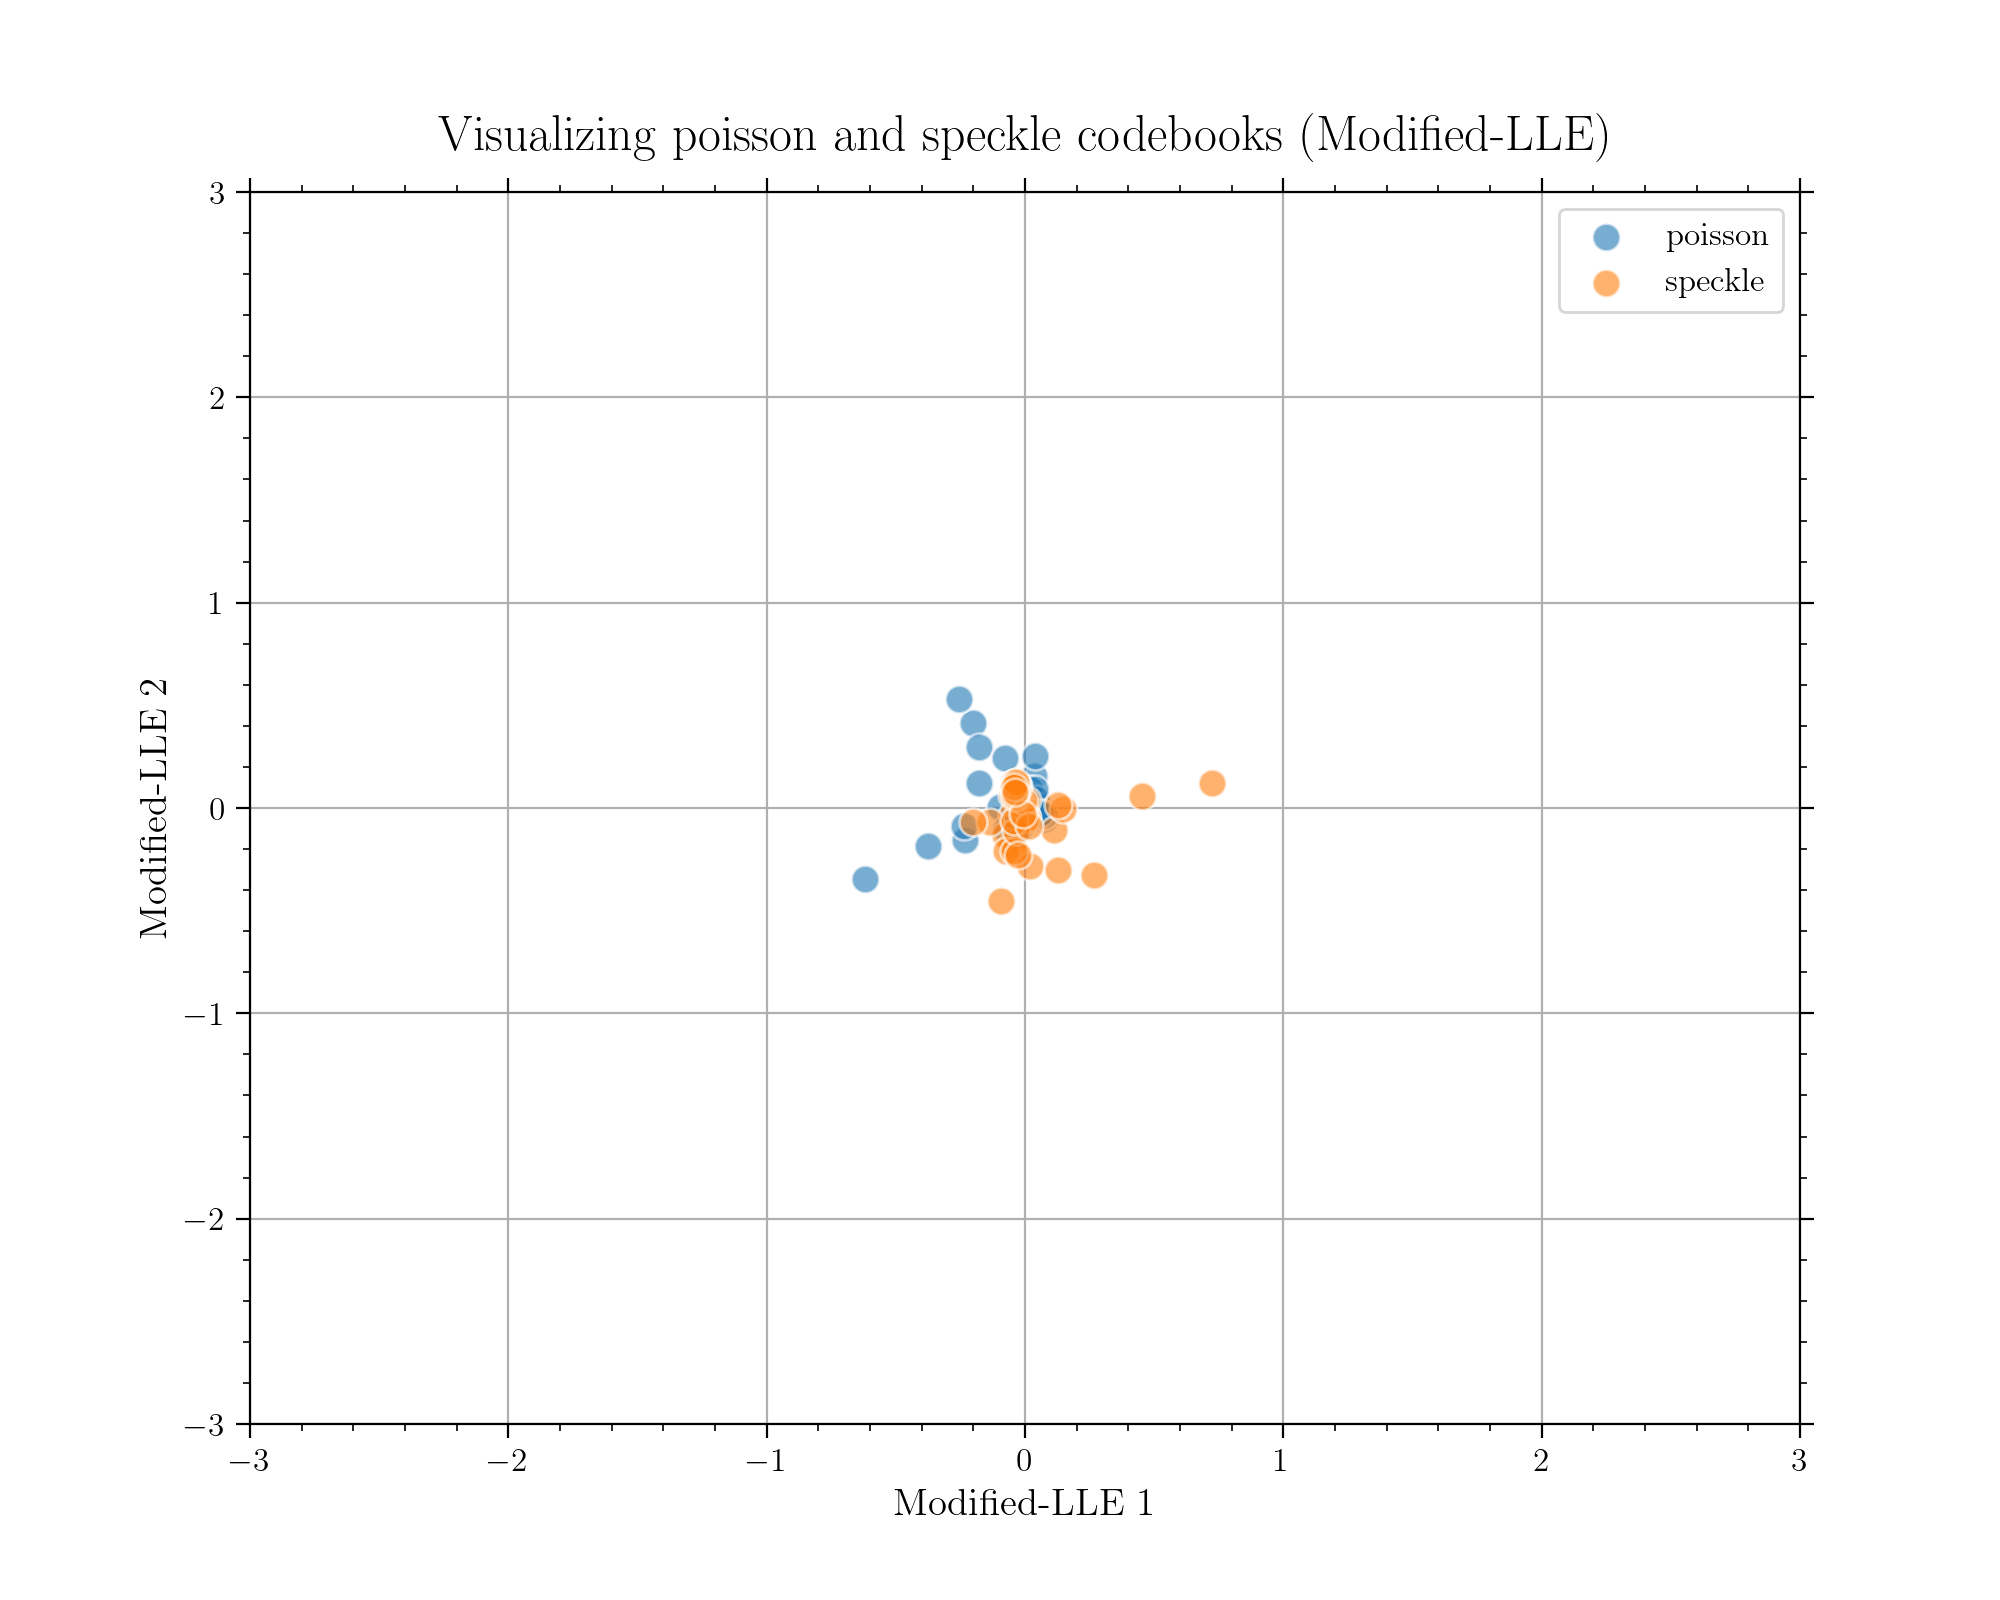 Visualizing poisson and speckle codebooks (Modified-LLE)
poisson
speckle
3
2
1
0
−1
−2
−3
Modified-LLE 2
−3 −2 −1 0 1 2 3
Modified-LLE 1